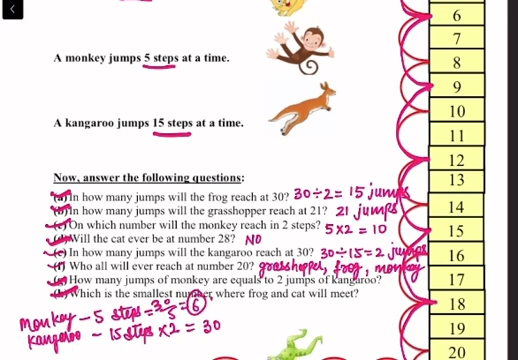 6
7
A monkey jumps 5 steps at a time.
8
9
10
A kangaroo jumps 15 steps at a time.
11
12
Now, answer the following questions:
13
(a) In how many jumps will the frog reach at 30? 30÷2= 15 jumps
(b) In how many jumps will the grasshopper reach at 21? 21 jumps
14
(c) On which number will the monkey reach in 2 steps? 5x2 = 10
15
(d) Will the cat ever be at number 28? NO
(e) In how many jumps will the kangaroo reach at 30? 30÷15=2 jumps
16
(f) Who all will ever reach at number 20? grasshopper, frog, monkey
(g) How many jumps of monkey are equals to 2 jumps of kangaroo?
17
(h) Which is the smallest number where frog and cat will meet?
18
Monkey - 5 steps = 30/5 = 6
Kangaroo - 15 steps x 2 = 30
19
20